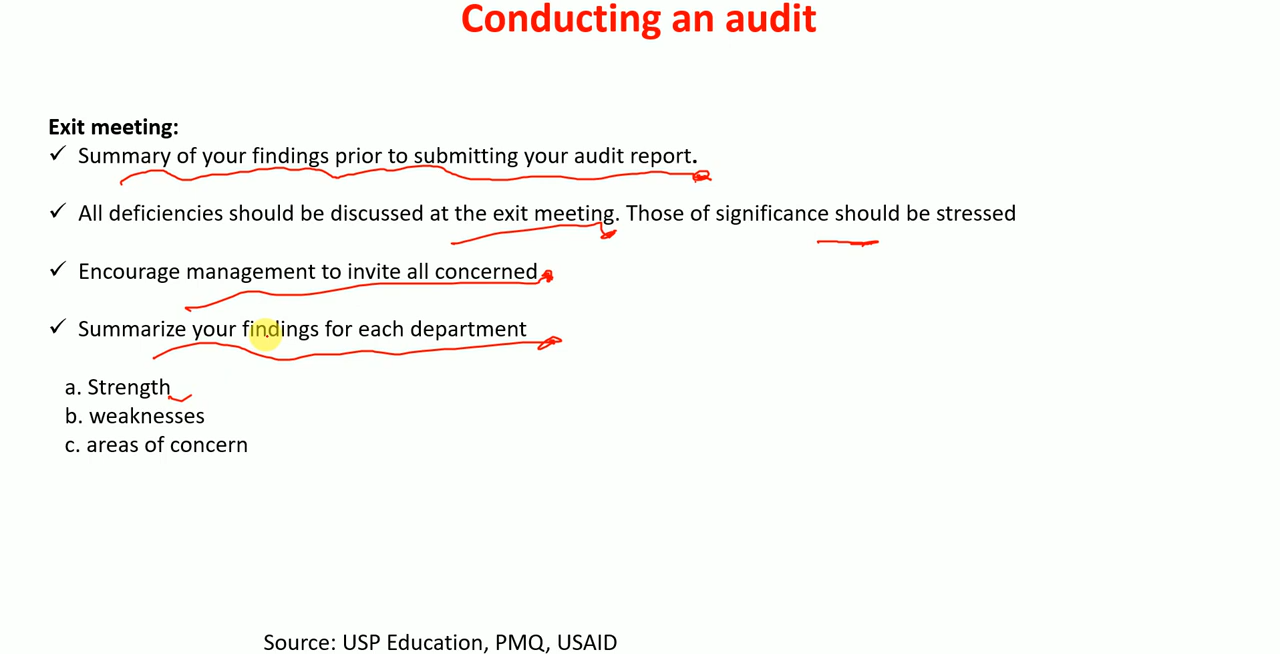 Conducting an audit
Exit meeting:
✓ Summary of your findings prior to submitting your audit report.
✓ All deficiencies should be discussed at the exit meeting. Those of significance should be stressed
✓ Encourage management to invite all concerned
✓ Summarize your findings for each department
a. Strength
b. weaknesses
c. areas of concern
Source: USP Education, PMQ, USAID